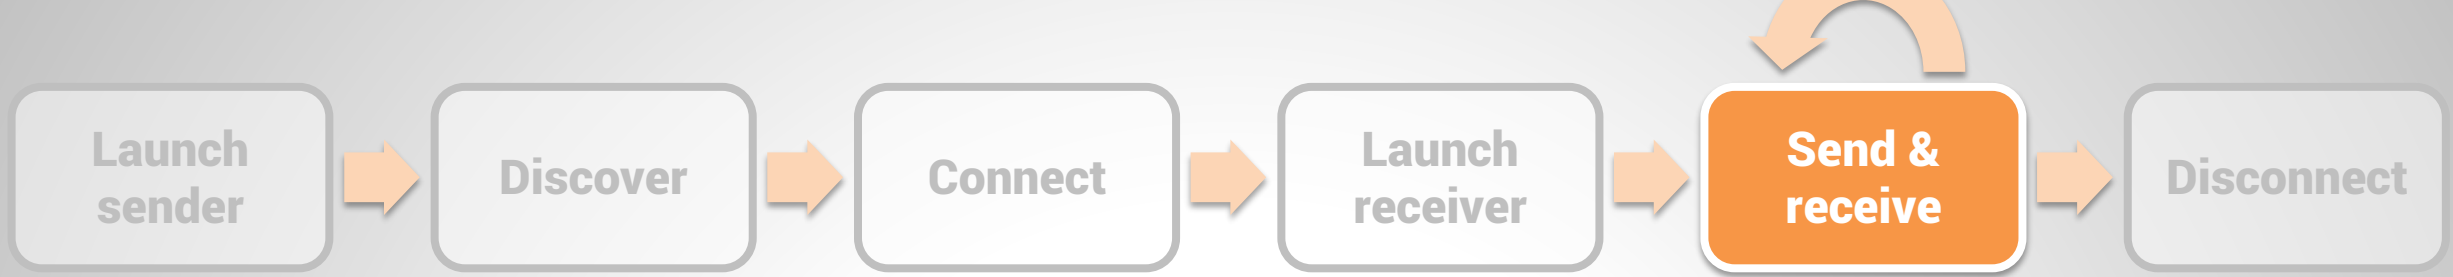 Launch
sender
Discover
Connect
Launch
receiver
Send &
receive
Disconnect